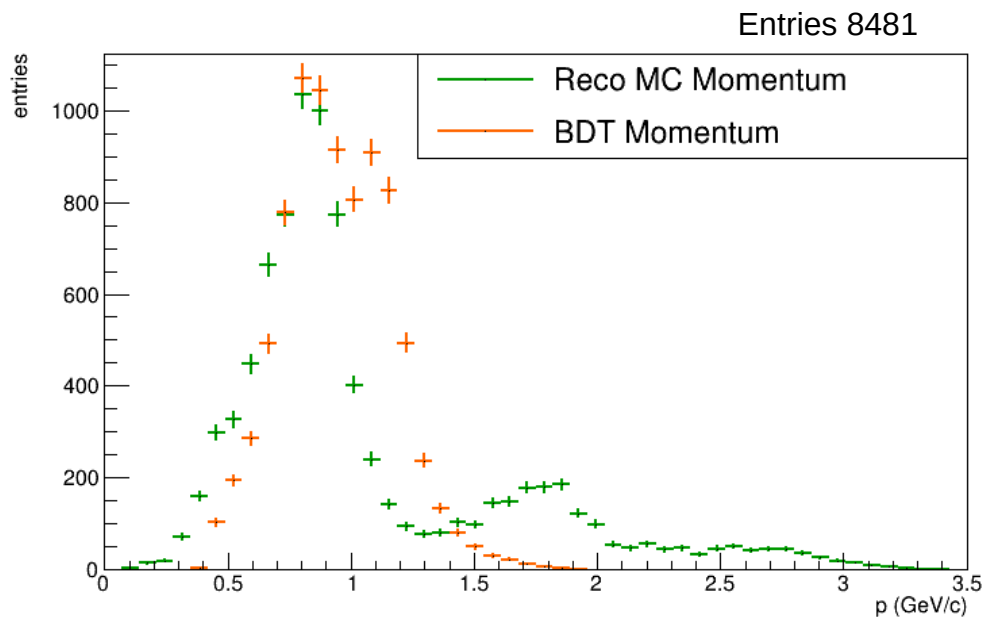 Entries 8481
entries
Reco MC Momentum
BDT Momentum
1000
800
600
400
200
0
0 0.5 1 1.5 2 2.5 3 3.5
p (GeV/c)